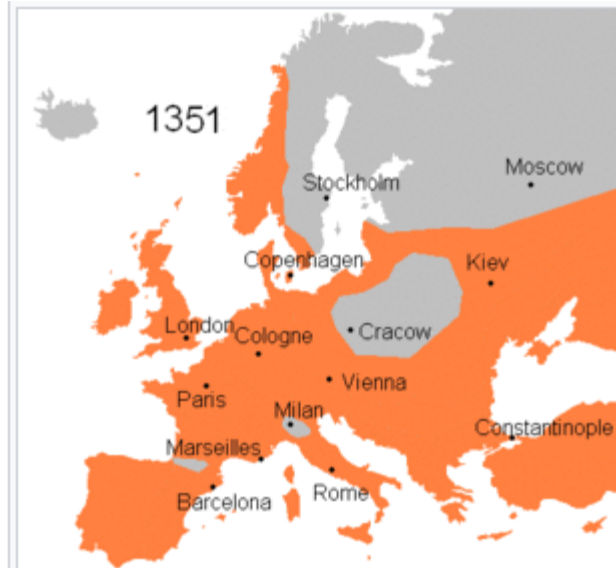 1351
Moscow
Stockholm
Copenhagen
Kiev
London
Cologne
Cracow
Paris
Vienna
Milan
Constantinople
Marseilles
Barcelona
Rome